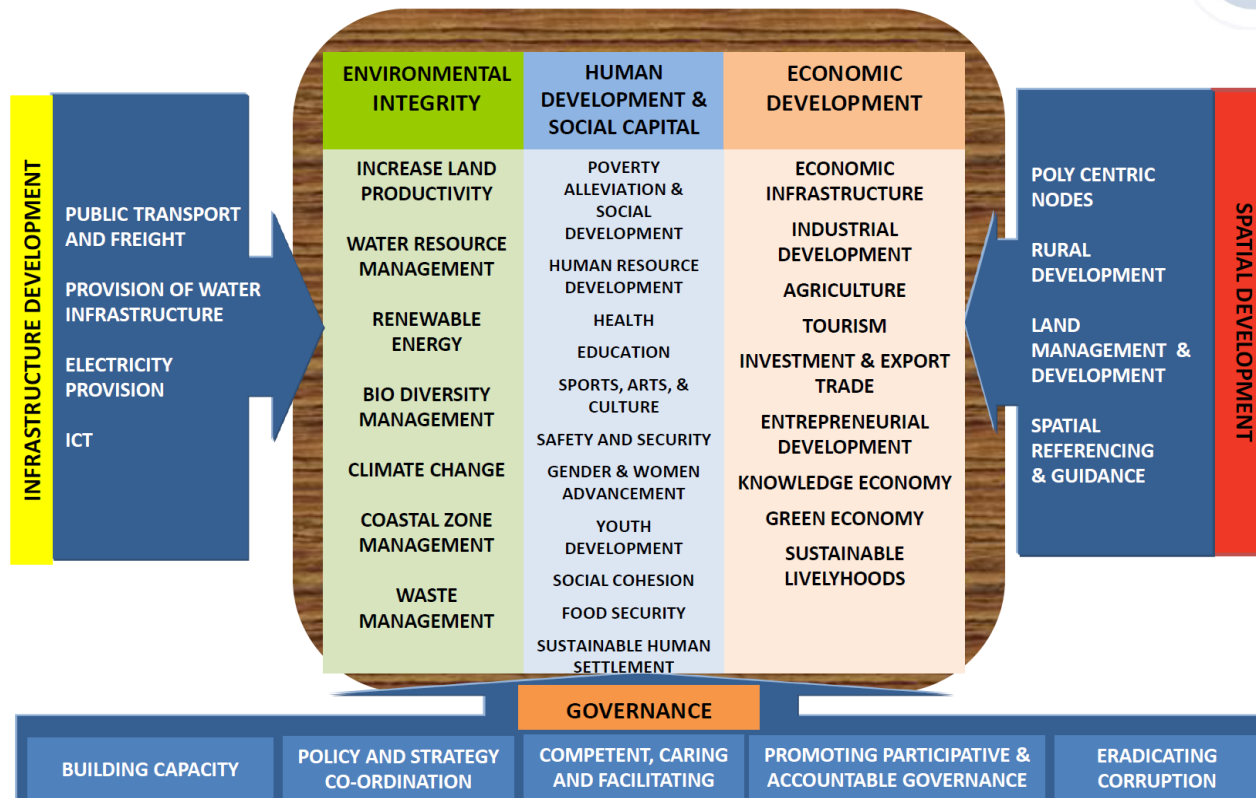 INFRASTRUCTURE DEVELOPMENT
PUBLIC TRANSPORT
AND FREIGHT
PROVISION OF WATER
INFRASTRUCTURE
ELECTRICITY
PROVISION
ICT
ENVIRONMENTAL
INTEGRITY
INCREASE LAND
PRODUCTIVITY
WATER RESOURCE
MANAGEMENT
RENEWABLE
ENERGY
BIO DIVERSITY
MANAGEMENT
CLIMATE CHANGE
COASTAL ZONE
MANAGEMENT
WASTE
MANAGEMENT
HUMAN
DEVELOPMENT &
SOCIAL CAPITAL
POVERTY
ALLEVIATION &
SOCIAL
DEVELOPMENT
HUMAN RESOURCE
DEVELOPMENT
HEALTH
EDUCATION
SPORTS, ARTS, &
CULTURE
SAFETY AND SECURITY
GENDER & WOMEN
ADVANCEMENT
YOUTH
DEVELOPMENT
SOCIAL COHESION
FOOD SECURITY
SUSTAINABLE HUMAN
SETTLEMENT
ECONOMIC
DEVELOPMENT
ECONOMIC
INFRASTRUCTURE
INDUSTRIAL
DEVELOPMENT
AGRICULTURE
TOURISM
INVESTMENT & EXPORT
TRADE
ENTREPRENEURIAL
DEVELOPMENT
KNOWLEDGE ECONOMY
GREEN ECONOMY
SUSTAINABLE
LIVELYHOODS
POLY CENTRIC
NODES
RURAL
DEVELOPMENT
LAND
MANAGEMENT &
DEVELOPMENT
SPATIAL
REFERENCING
& GUIDANCE
SPATIAL DEVELOPMENT
GOVERNANCE
BUILDING CAPACITY
POLICY AND STRATEGY
CO-ORDINATION
COMPETENT, CARING
AND FACILITATING
PROMOTING PARTICIPATIVE &
ACCOUNTABLE GOVERNANCE
ERADICATING
CORRUPTION